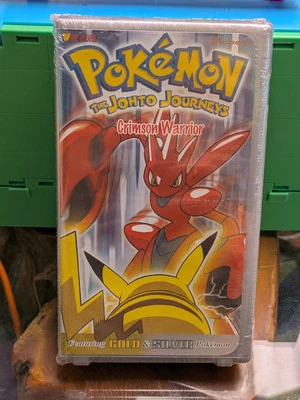 POKéMON
THE JOHTO JOURNEYS
Crimson Warrior
Featuring GOLD & SILVER Pokémon